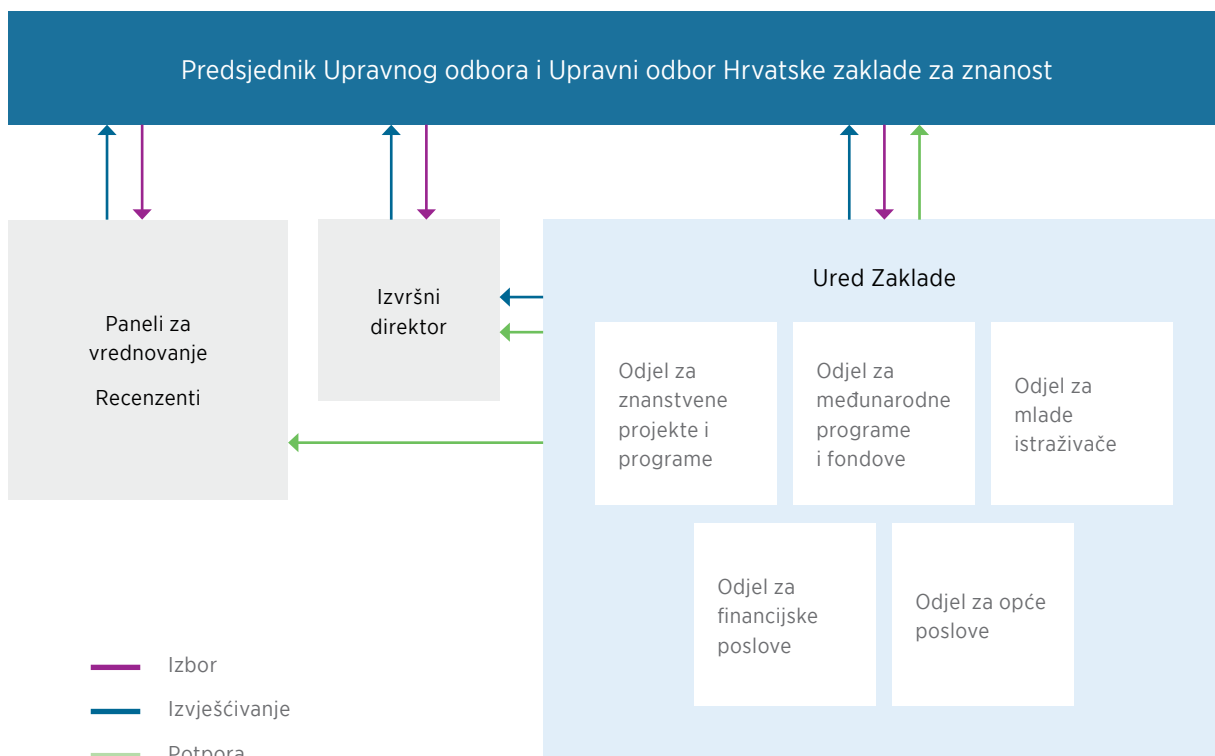 Predsjednik Upravnog odbora i Upravni odbor Hrvatske zaklade za znanost
Paneli za
vrednovanje
Recenzenti
Izvršni
direktor
Ured Zaklade
Odjel za
znanstvene
projekte i
programe
Odjel za
međunarodne
programe
i fondove
Odjel za
mlade
istraživače
Odjel za
financijske
poslove
Odjel za opće
poslove
Izbor
Izvješćivanje
Potpora